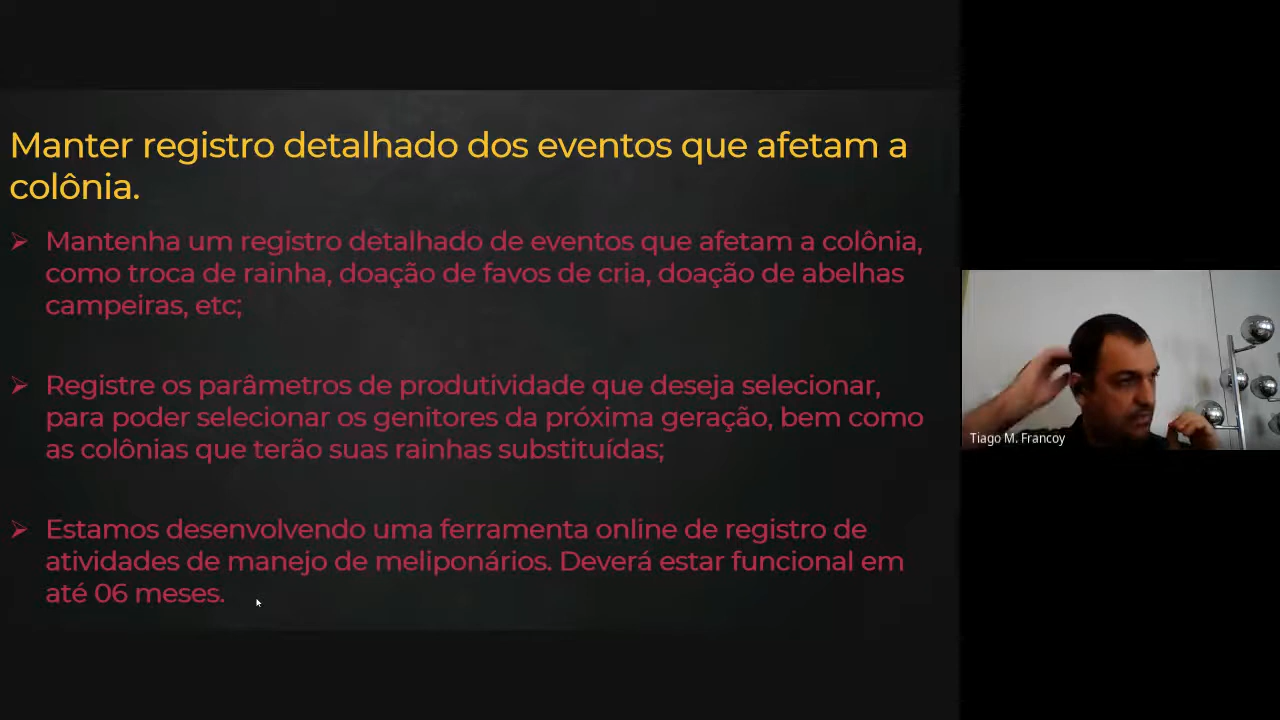 Manter registro detalhado dos eventos que afetam a
colônia.
Mantenha um registro detalhado de eventos que afetam a colônia,
como troca de rainha, doação de favos de cria, doação de abelhas
campeiras, etc;
Registre os parâmetros de produtividade que deseja selecionar,
para poder selecionar os genitores da próxima geração, bem como
as colônias que terão suas rainhas substituídas;
Estamos desenvolvendo uma ferramenta online de registro de
atividades de manejo de meliponários. Deverá estar funcional em
até 06 meses.
Tiago M. Francoy